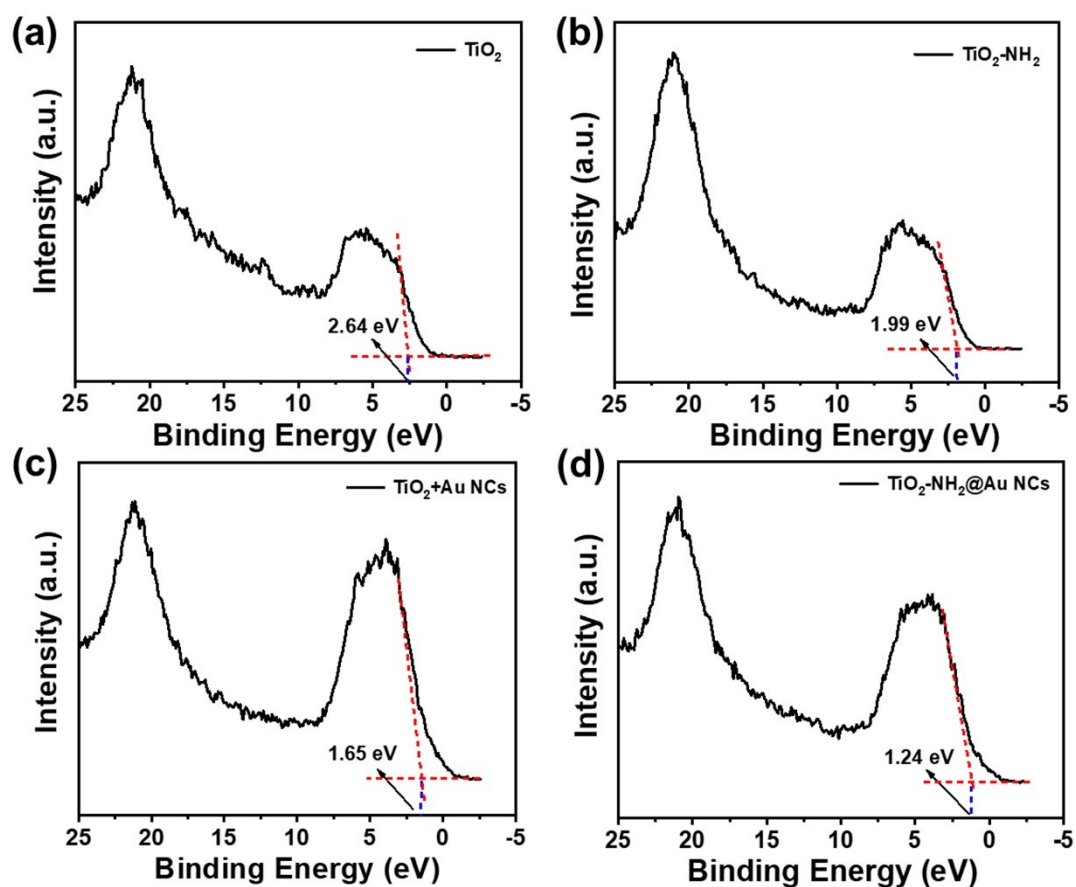 (a)
TiO₂
Intensity (a.u.)
2.64 eV
25 20 15 10 5 0 -5
Binding Energy (eV)
(b)
TiO₂-NH₂
Intensity (a.u.)
1.99 eV
25 20 15 10 5 0 -5
Binding Energy (eV)
(c)
TiO₂+Au NCs
Intensity (a.u.)
1.65 eV
25 20 15 10 5 0 -5
Binding Energy (eV)
(d)
TiO₂-NH₂@Au NCs
Intensity (a.u.)
1.24 eV
25 20 15 10 5 0 -5
Binding Energy (eV)